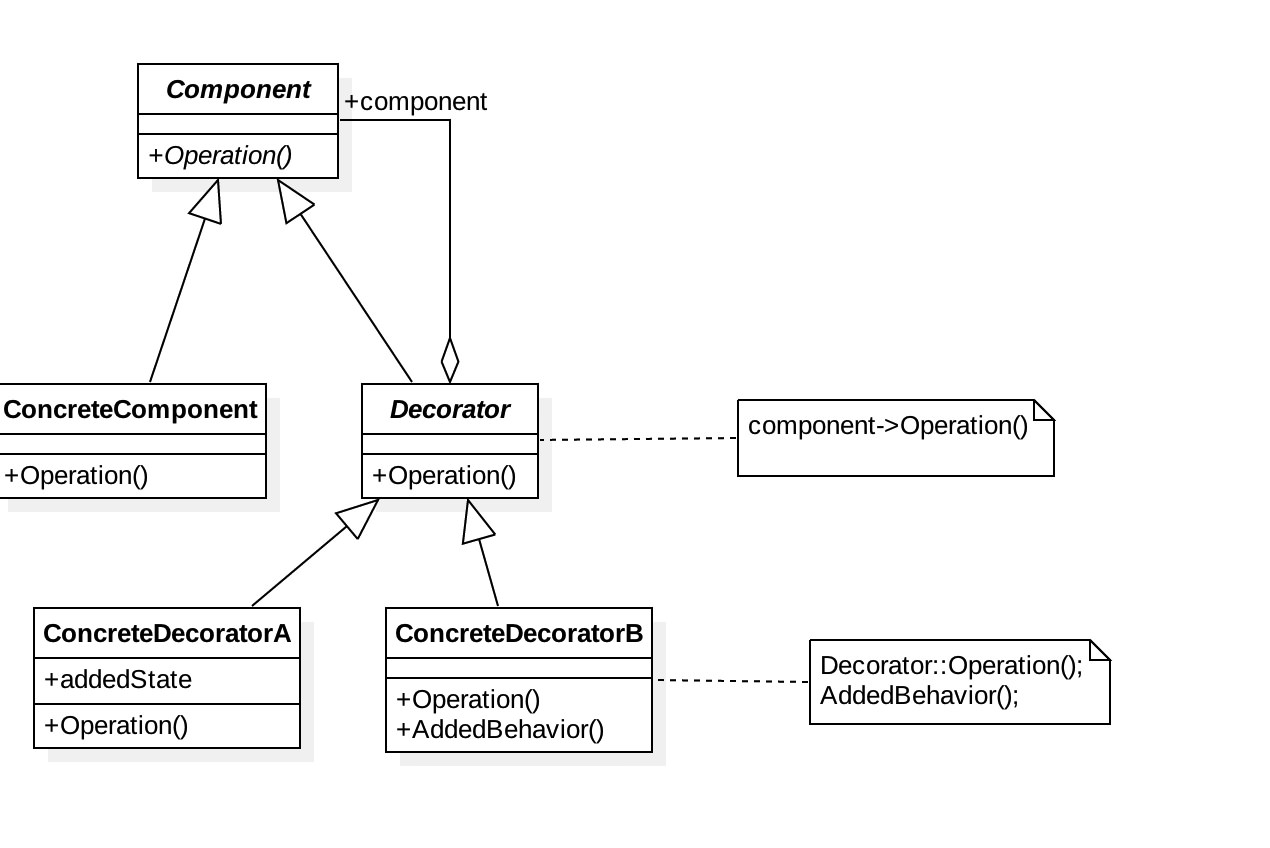 Component
+Operation()
+component
ConcreteComponent
+Operation()
Decorator
+Operation()
component->Operation()
ConcreteDecoratorA
+addedState
+Operation()
ConcreteDecoratorB
+Operation()
+AddedBehavior()
Decorator::Operation();
AddedBehavior();